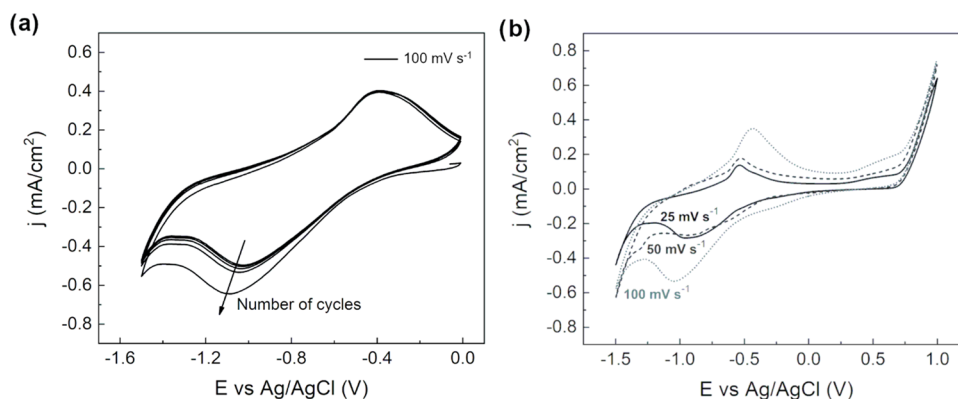 (a)
100 mV s⁻¹
Number of cycles
j (mA/cm²)
0.8
0.6
0.4
0.2
0.0
-0.2
-0.4
-0.6
-0.8
-1.6
-1.2
-0.8
-0.4
0.0
E vs Ag/AgCl (V)
(b)
25 mV s⁻¹
50 mV s⁻¹
100 mV s⁻¹
j (mA/cm²)
0.8
0.6
0.4
0.2
0.0
-0.2
-0.4
-0.6
-0.8
-1.5
-1.0
-0.5
0.0
0.5
1.0
E vs Ag/AgCl (V)